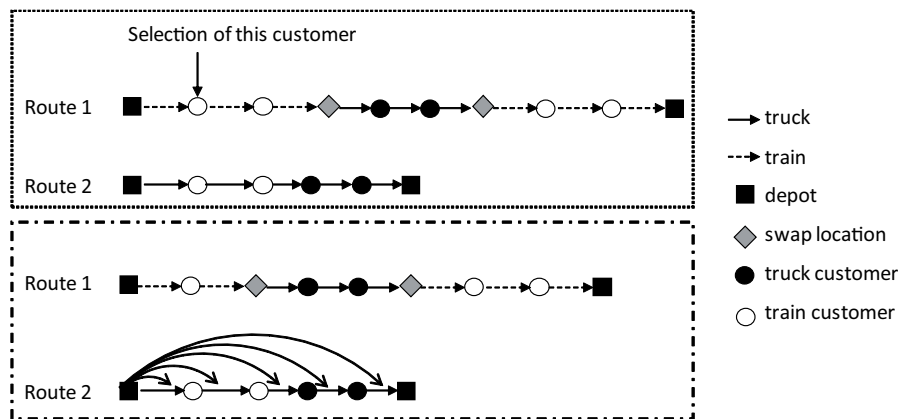 Selection of this customer
Route 1
Route 2
Route 1
Route 2
truck
train
depot
swap location
truck customer
train customer